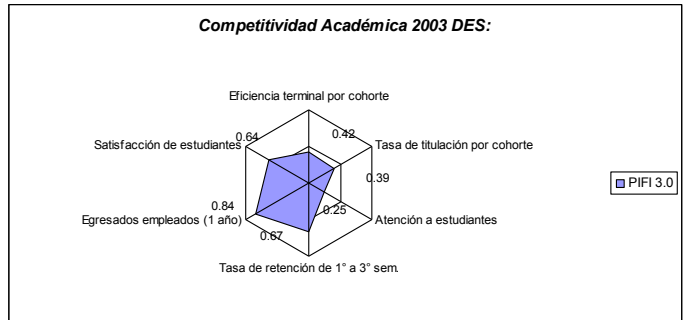 Competitividad Académica 2003 DES:
Eficiencia terminal por cohorte
0.42
0.64
Satisfacción de estudiantes
Tasa de titulación por cohorte
0.39
PIFI 3.0
0.84
0.25
Egresados empleados (1 año)
Atención a estudiantes
0.67
Tasa de retención de 1° a 3° sem.